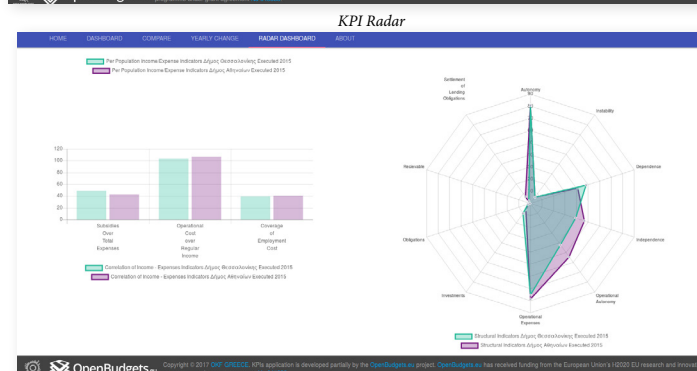 KPI Radar
HOME DASHBOARD COMPARE YEARLY CHANGE RADAR DASHBOARD ABOUT
Per Population Income/Expense Indicators Δήμος Θεσσαλονίκης Executed 2015
Per Population Income/Expense Indicators Δήμος Αθηναίων Executed 2015
120
100
80
60
40
20
0
Subsidies
Over
Total
Expenses
Operational
Cost
over
Regular
Income
Coverage
of
Employment
Cost
Correlation of Income - Expenses Indicators Δήμος Θεσσαλονίκης Executed 2015
Correlation of Income - Expenses Indicators Δήμος Αθηναίων Executed 2015
Settlement
of
Lending
Obligations
Autonomy
90
Instability
Dependence
Independence
Operational
Autonomy
Operational
Expenses
Investments
Obligations
Receivable
Structural Indicators Δήμος Θεσσαλονίκης Executed 2015
Structural Indicators Δήμος Αθηναίων Executed 2015
OpenBudgets.eu Copyright © 2017 OKF GREECE. KPIs application is developed partially by the OpenBudgets.eu project. OpenBudgets.eu has received funding from the European Union's H2020 EU research and